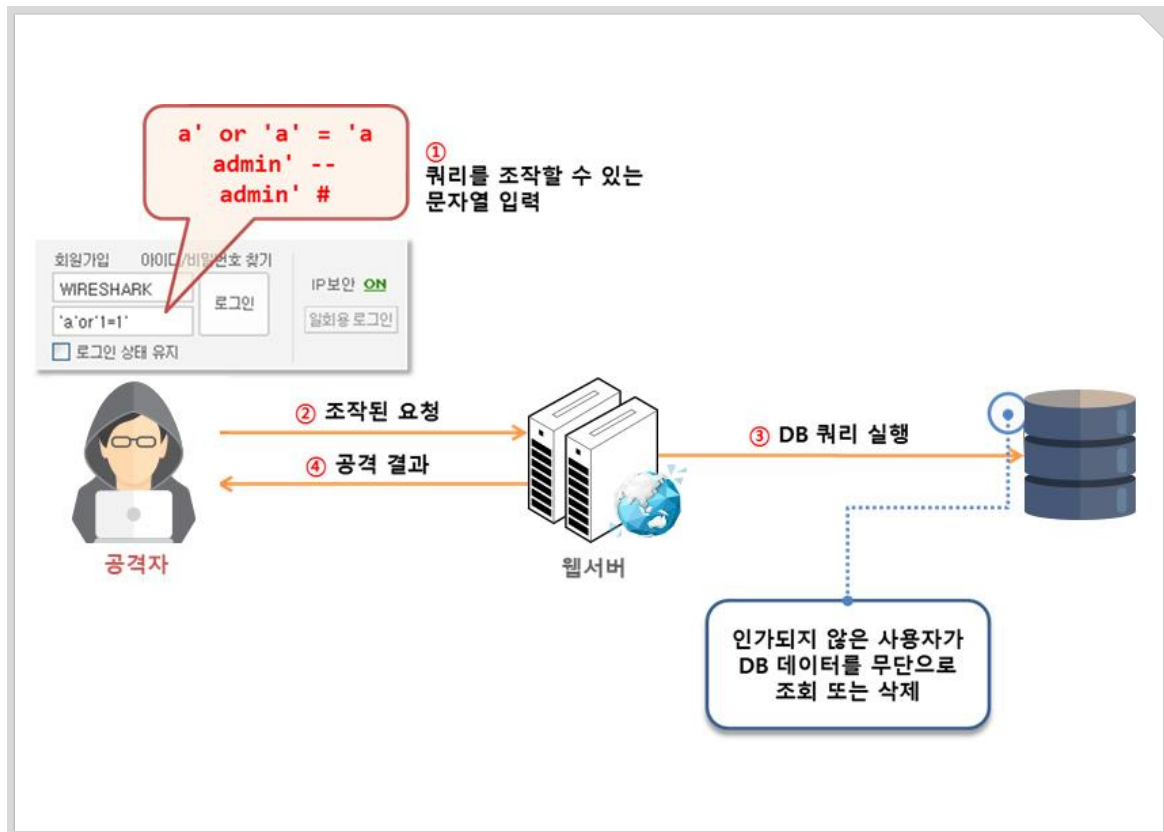 a' or 'a' = 'a
admin' --
admin' #
①
쿼리를 조작할 수 있는
문자열 입력
회원가입 아이디/비밀번호 찾기
WIRESHARK
로그인
IP보안 ON
'a'or'1=1'
일회용 로그인
로그인 상태 유지
② 조작된 요청
③ DB 쿼리 실행
④ 공격 결과
공격자
웹서버
인가되지 않은 사용자가
DB 데이터를 무단으로
조회 또는 삭제